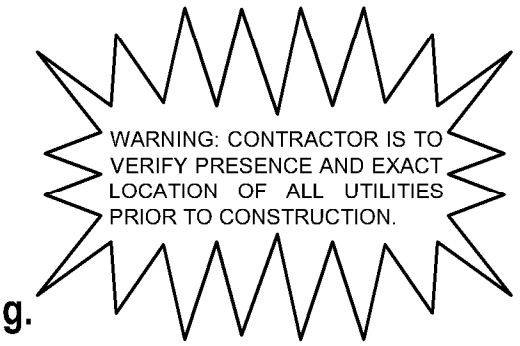 WARNING: CONTRACTOR IS TO
VERIFY PRESENCE AND EXACT
LOCATION OF ALL UTILITIES
PRIOR TO CONSTRUCTION.
g.